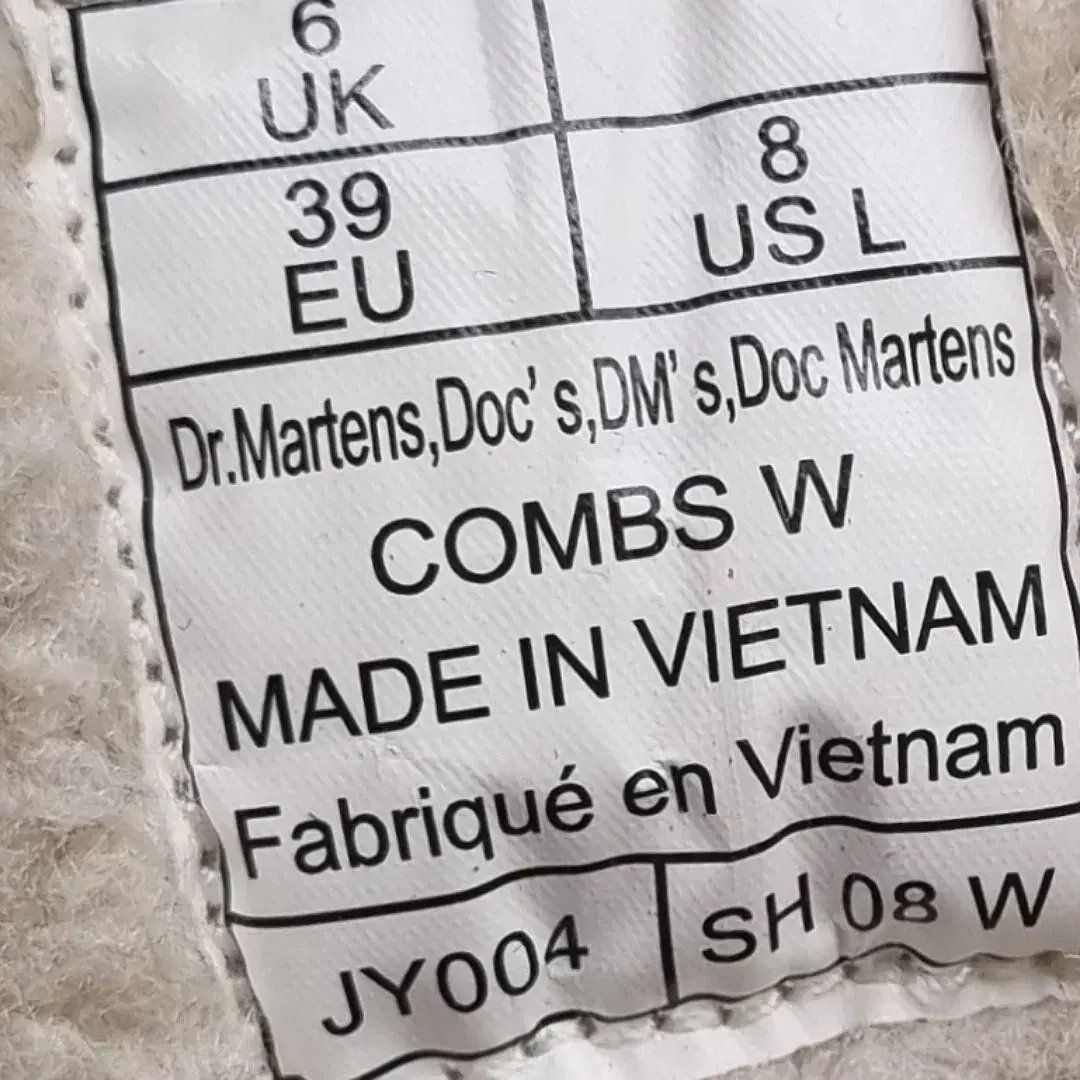 6
UK
39
EU
8
US L
Dr.Martens,Doc's,DM's,Doc Martens
COMBS W
MADE IN VIETNAM
Fabriqué en Vietnam
JY004
SH 08 W